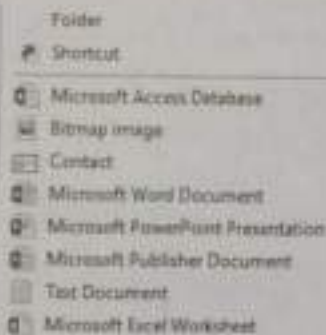 Folder
Shortcut
Microsoft Access Database
Bitmap image
Contact
Microsoft Word Document
Microsoft PowerPoint Presentation
Microsoft Publisher Document
Text Document
Microsoft Excel Worksheet